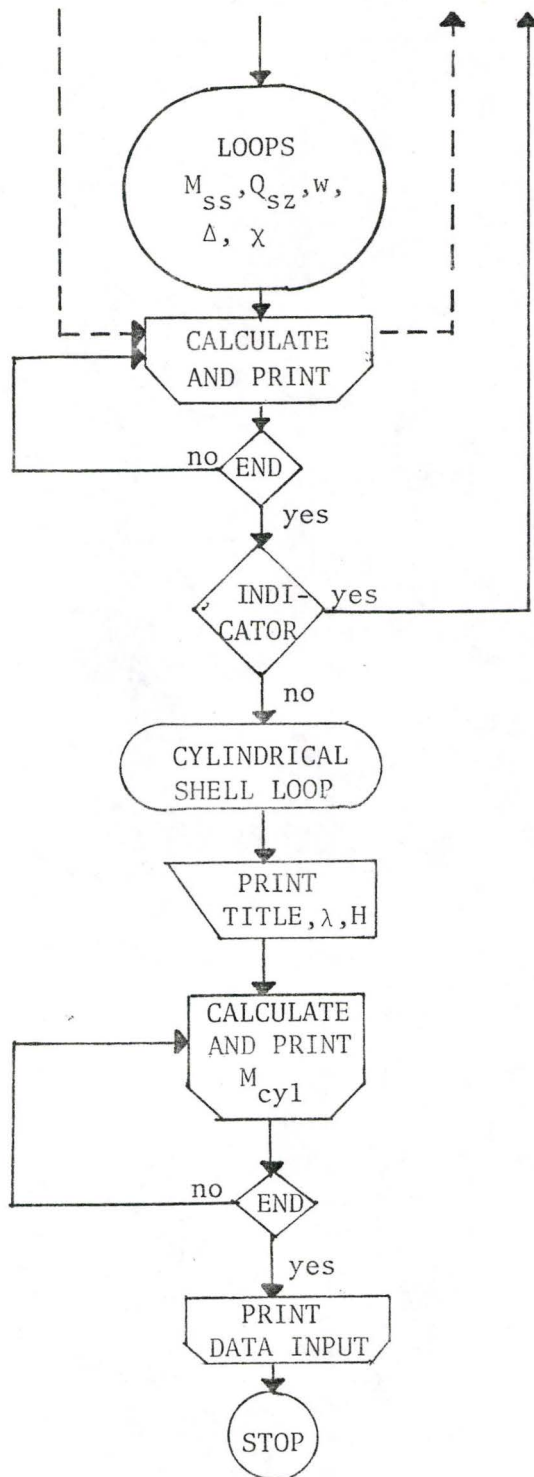 LOOPS
M_ss, Q_sz, w,
Δ, χ
CALCULATE
AND PRINT
no
END
yes
INDI-
CATOR
yes
no
CYLINDRICAL
SHELL LOOP
PRINT
TITLE, λ, H
CALCULATE
AND PRINT
M_cyl
no
END
yes
PRINT
DATA INPUT
STOP